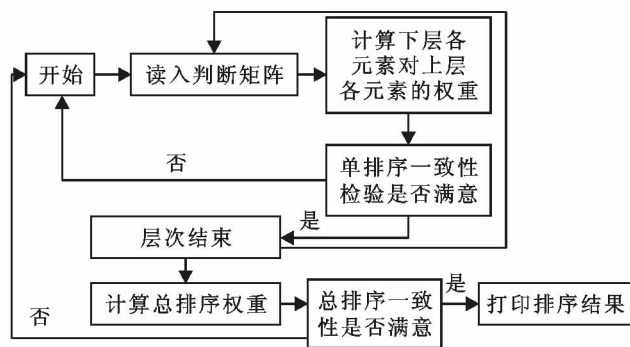 开始
读入判断矩阵
计算下层各
元素对上层
各元素的权重
否
单排序一致性
检验是否满意
是
层次结束
计算总排序权重
总排序一致
性是否满意
是
打印排序结果
否